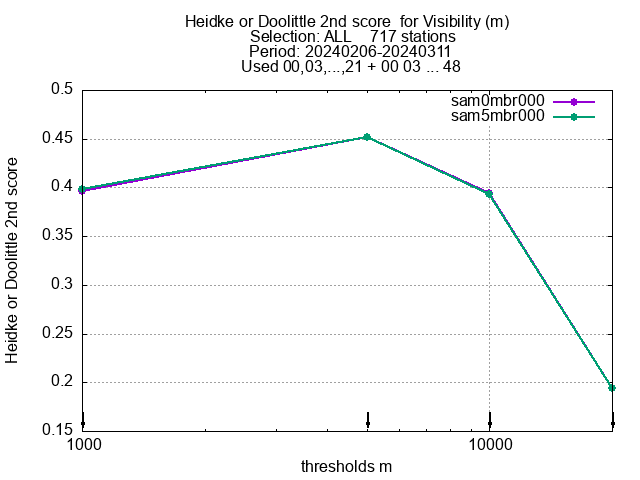 Heidke or Doolittle 2nd score  for Visibility (m)
Selection: ALL    717 stations
Period: 20240206-20240311
Used 00,03,...,21 + 00 03 ... 48
sam0mbr000
sam5mbr000
0.5
0.45
0.4
0.35
0.3
0.25
0.2
0.15
Heidke or Doolittle 2nd score
1000
10000
thresholds m